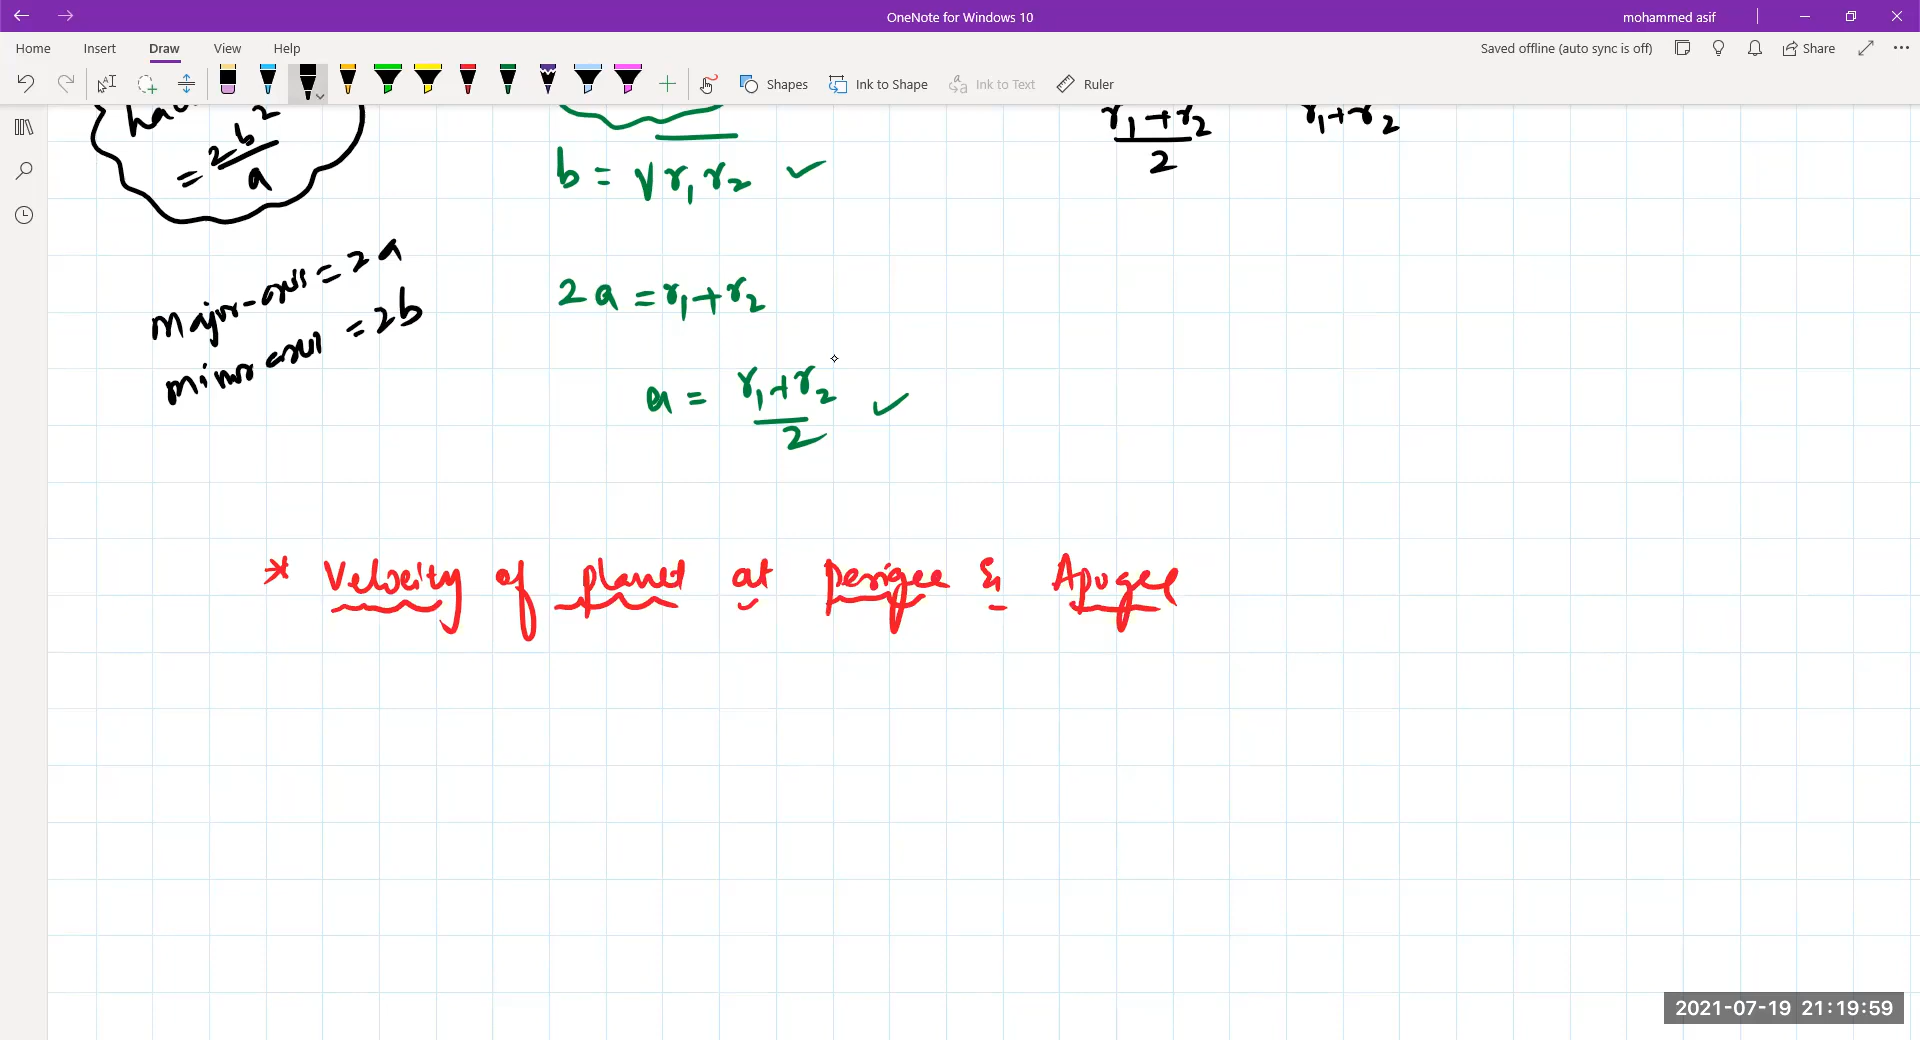 OneNote for Windows 10
mohammed asif
Home Insert Draw View Help
Saved offline (auto sync is off) Share
Shapes Ink to Shape Ink to Text Ruler
= 2b²/a
r₁+r₂/2
r₁+r₂
b = √r₁r₂ ✓
major-axis = 2a
minor axis = 2b
2a = r₁+r₂
a = r₁+r₂/2 ✓
* Velocity of planet at Perigee & Apogee
2021-07-19 21:19:59